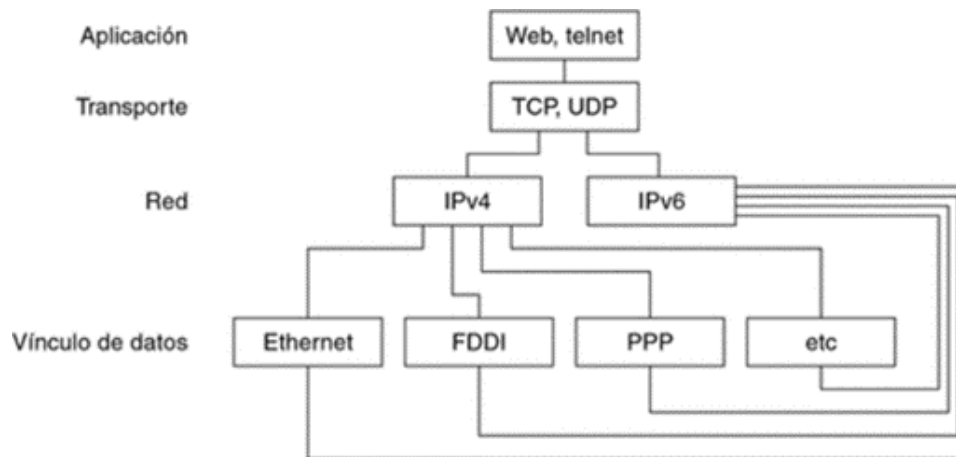 Aplicación
Web, telnet
Transporte
TCP, UDP
Red
IPv4
IPv6
Vínculo de datos
Ethernet
FDDI
PPP
etc